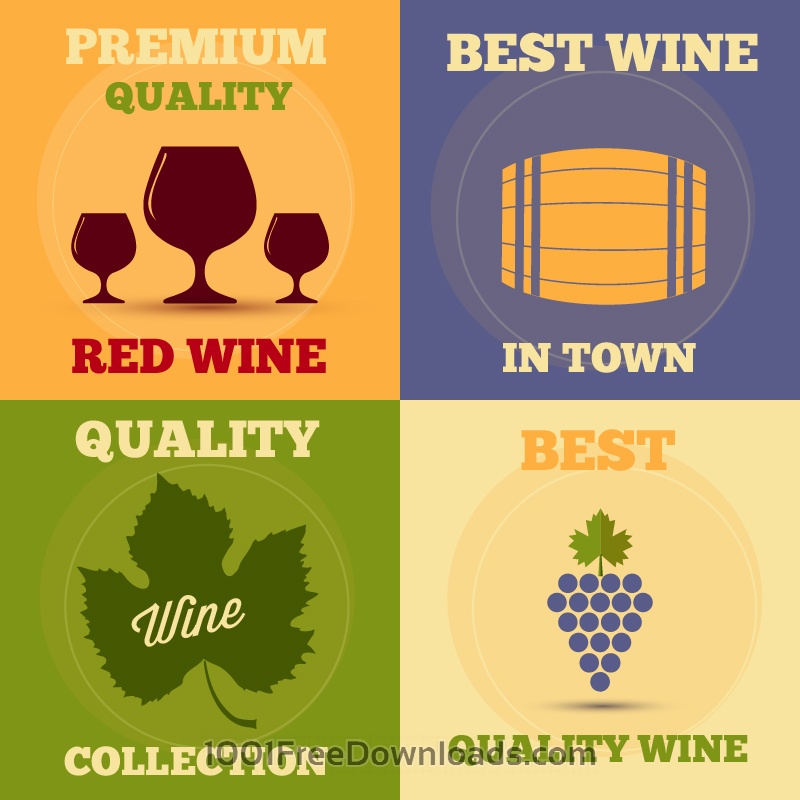 PREMIUM
QUALITY
RED WINE
BEST WINE
IN TOWN
QUALITY
Wine
COLLECTION
BEST
QUALITY WINE
1001FreeDownloads.com